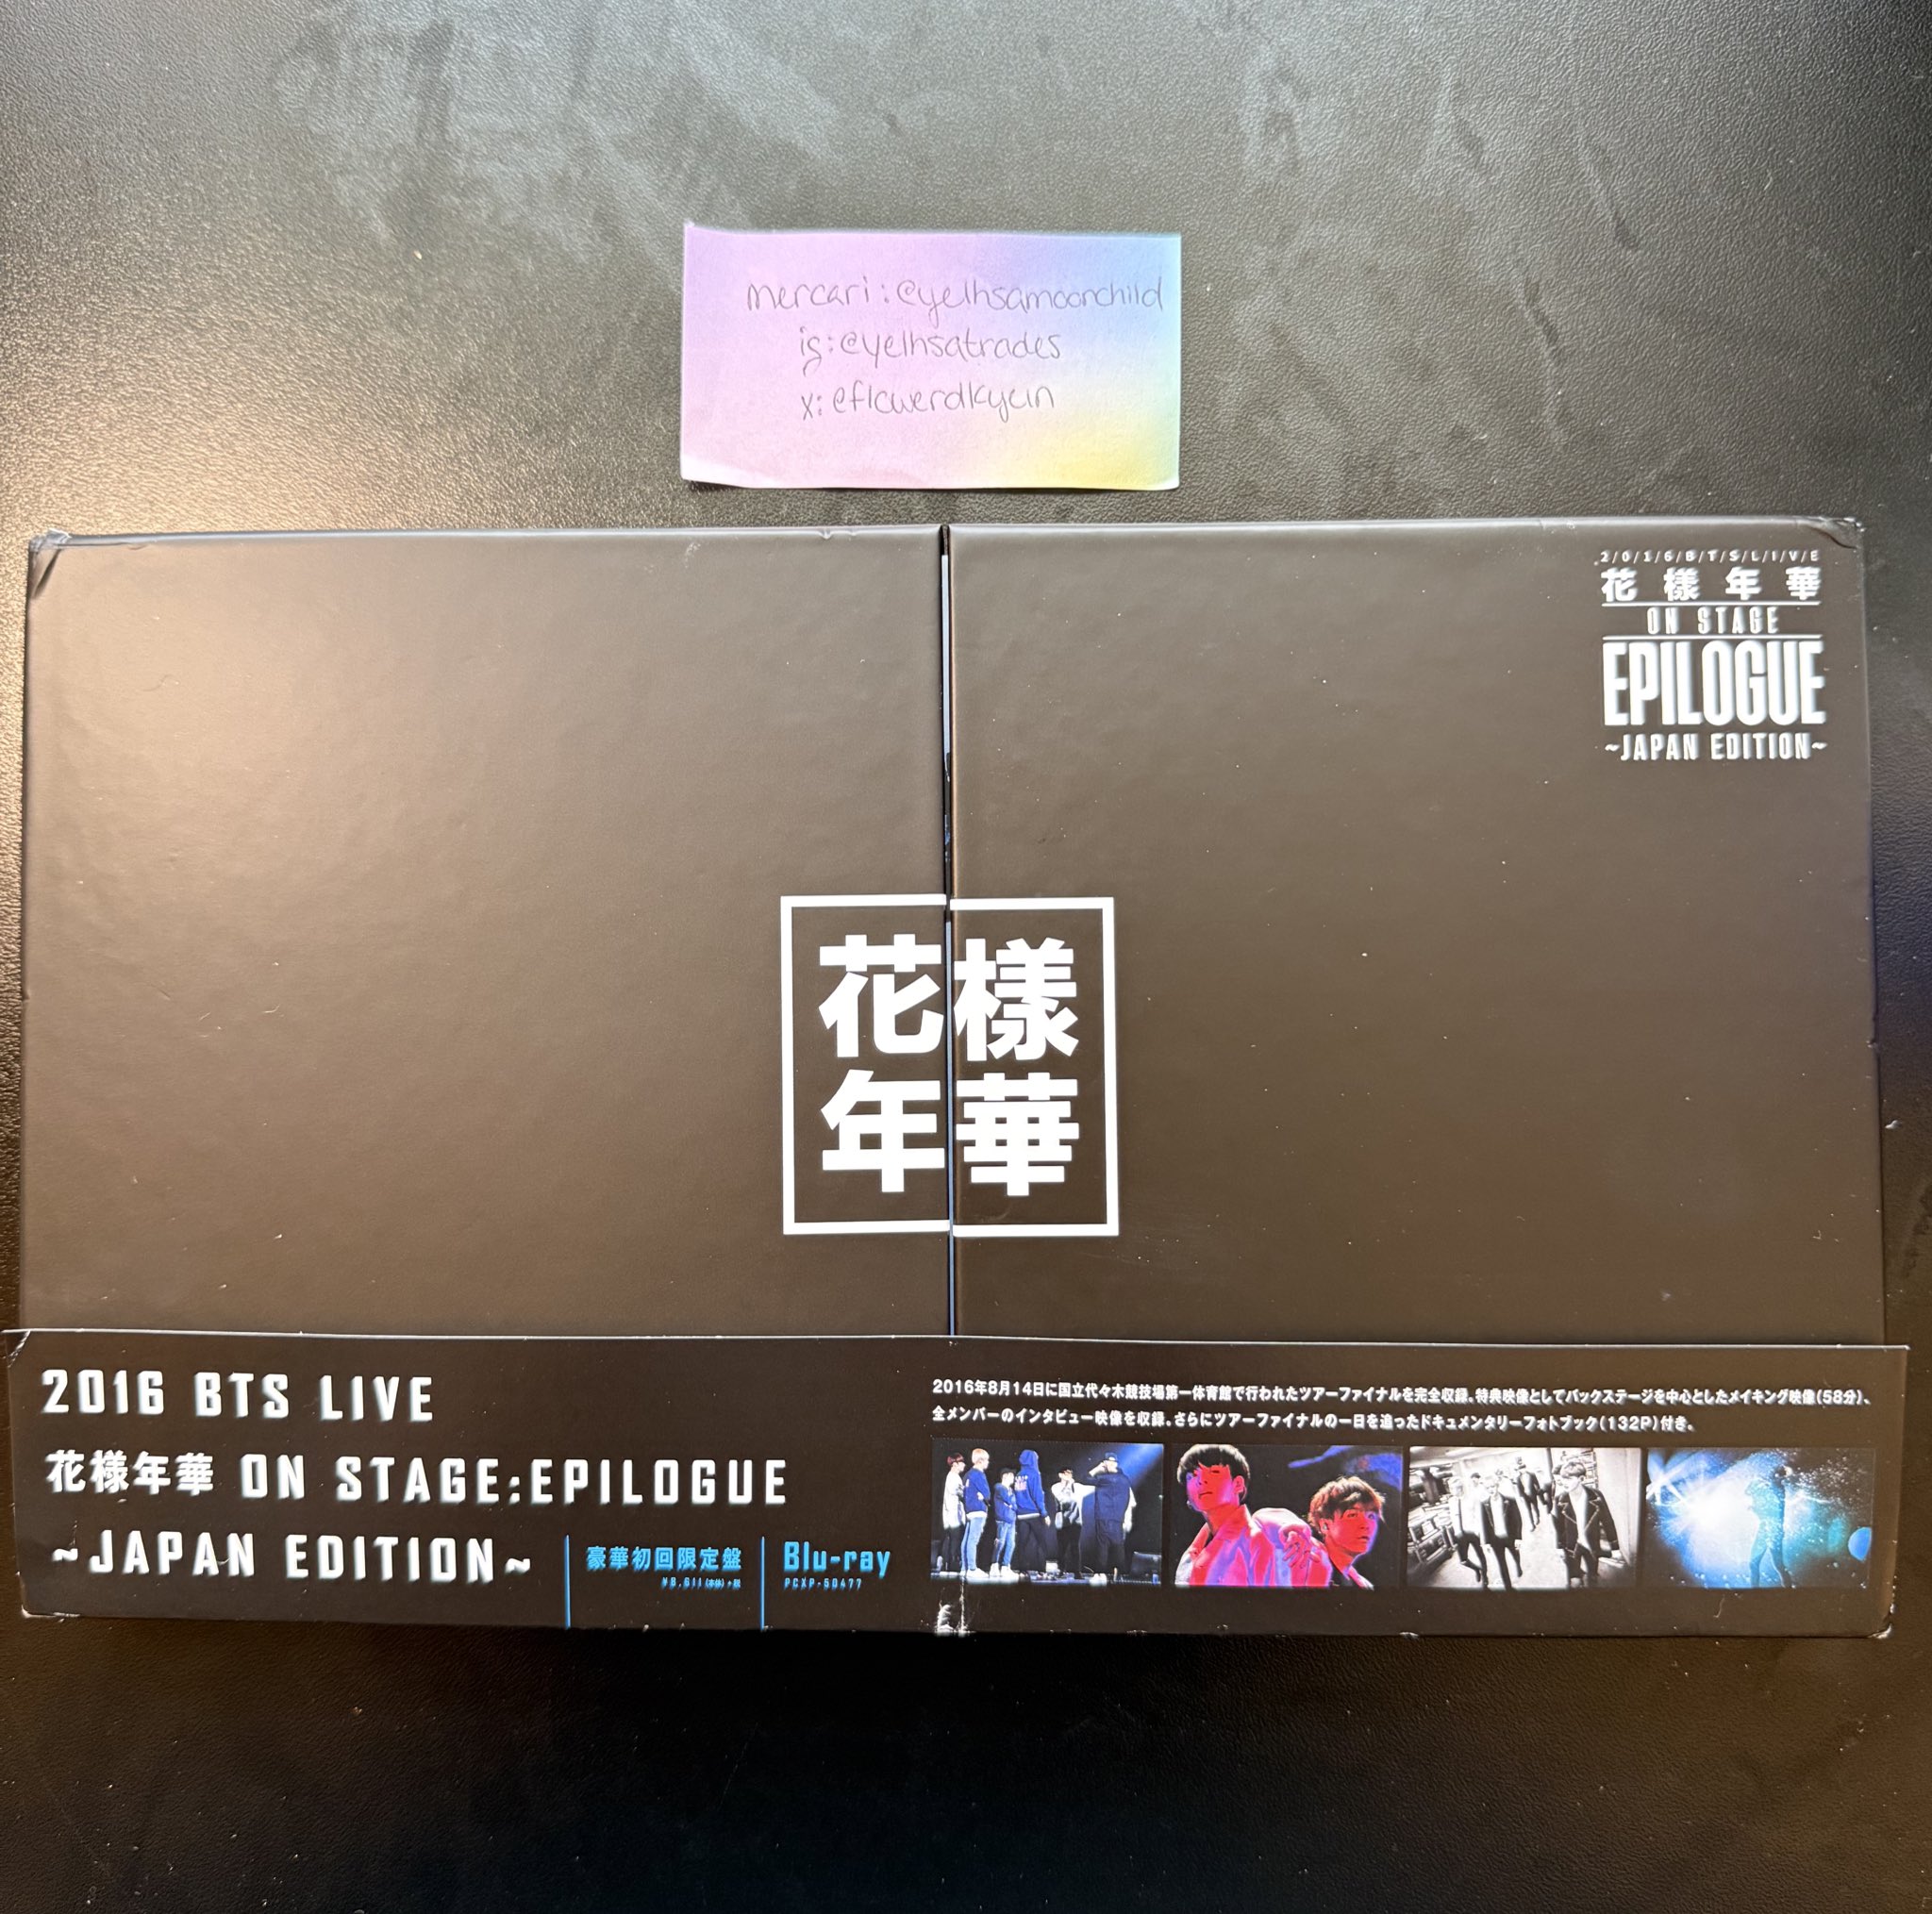 mercari:@yelhsamoonchild
ig:@yelhsatrades
x:@flowerdkyun
2/0/1/6/B/T/S/L/I/V/E
花 様 年 華
ON STAGE
EPILOGUE
~JAPAN EDITION~
花様
年華
2016 BTS LIVE
花様年華 ON STAGE:EPILOGUE
~JAPAN EDITION~
豪華初回限定盤
¥8,611(本体)+税
Blu-ray
PCXP-50477
2016年8月14日に国立代々木競技場第一体育館で行われたツアーファイナルを完全収録。特典映像としてバックステージを中心としたメイキング映像(58分)、
全メンバーのインタビュー映像を収録。さらにツアーファイナルの一日を追ったドキュメンタリーフォトブック(132P)付き。